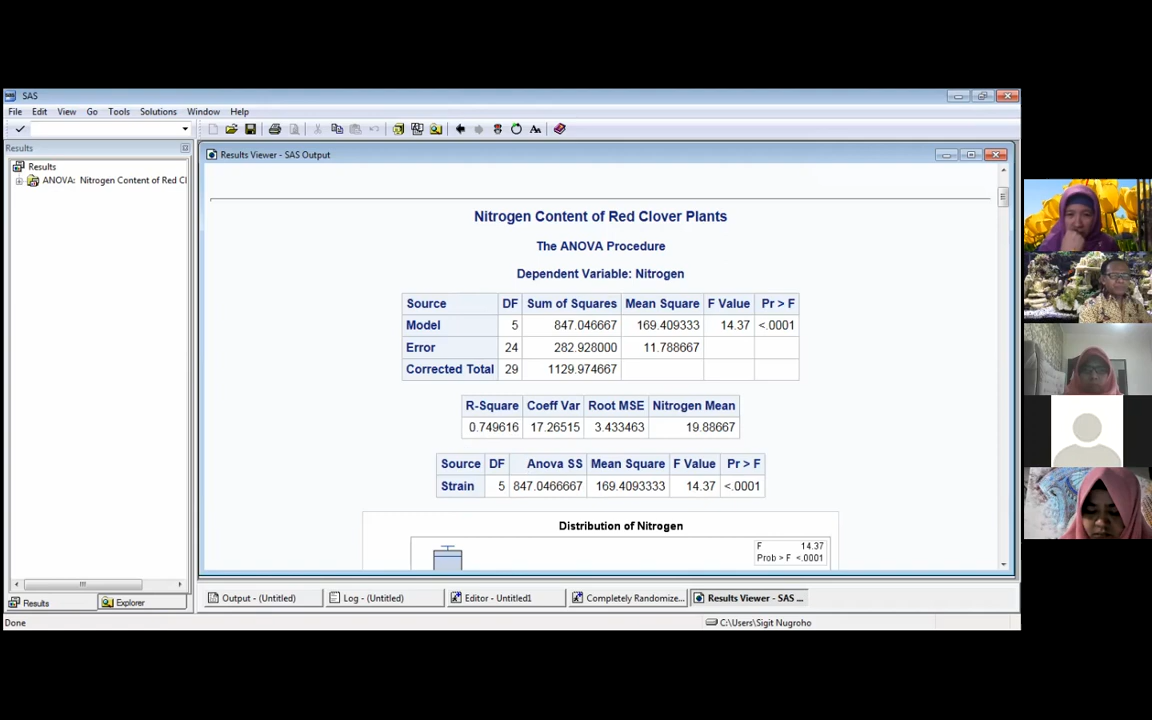 SAS
File Edit View Go Tools Solutions Window Help
Results
Results Viewer - SAS Output
Results
ANOVA: Nitrogen Content of Red Cl
Nitrogen Content of Red Clover Plants
The ANOVA Procedure
Dependent Variable: Nitrogen
Source DF Sum of Squares Mean Square F Value Pr > F
Model 5 847.046667 169.409333 14.37 <.0001
Error 24 282.928000 11.788667
Corrected Total 29 1129.974667
R-Square Coeff Var Root MSE Nitrogen Mean
0.749616 17.26515 3.433463 19.88667
Source DF Anova SS Mean Square F Value Pr > F
Strain 5 847.0466667 169.4093333 14.37 <.0001
Distribution of Nitrogen
F 14.37
Prob > F <.0001
Results Explorer
Output - (Untitled) Log - (Untitled) Editor - Untitled1 Completely Randomize... Results Viewer - SAS ...
Done C:\Users\Sigit Nugroho